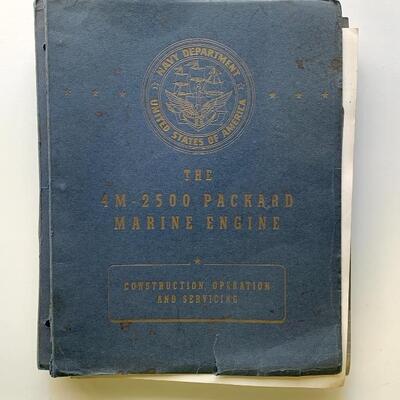 NAVY DEPARTMENT
UNITED STATES OF AMERICA
THE
4M-2500 PACKARD
MARINE ENGINE
CONSTRUCTION, OPERATION
AND SERVICING